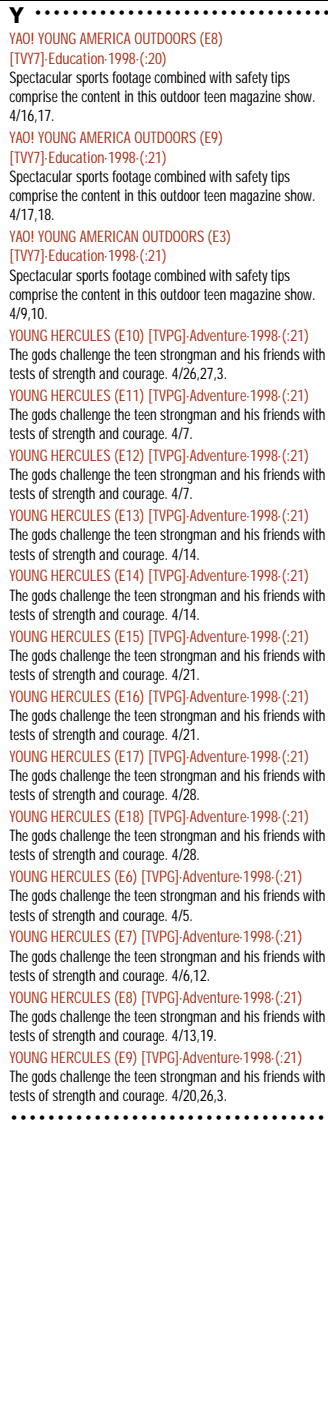 Y
YAO! YOUNG AMERICA OUTDOORS (E8)
[TVY7]·Education·1998·(:20)
Spectacular sports footage combined with safety tips
comprise the content in this outdoor teen magazine show.
4/16,17.
YAO! YOUNG AMERICA OUTDOORS (E9)
[TVY7]·Education·1998·(:21)
Spectacular sports footage combined with safety tips
comprise the content in this outdoor teen magazine show.
4/17,18.
YAO! YOUNG AMERICAN OUTDOORS (E3)
[TVY7]·Education·1998·(:21)
Spectacular sports footage combined with safety tips
comprise the content in this outdoor teen magazine show.
4/9,10.
YOUNG HERCULES (E10) [TVPG]·Adventure·1998·(:21)
The gods challenge the teen strongman and his friends with
tests of strength and courage. 4/26,27,3.
YOUNG HERCULES (E11) [TVPG]·Adventure·1998·(:21)
The gods challenge the teen strongman and his friends with
tests of strength and courage. 4/7.
YOUNG HERCULES (E12) [TVPG]·Adventure·1998·(:21)
The gods challenge the teen strongman and his friends with
tests of strength and courage. 4/7.
YOUNG HERCULES (E13) [TVPG]·Adventure·1998·(:21)
The gods challenge the teen strongman and his friends with
tests of strength and courage. 4/14.
YOUNG HERCULES (E14) [TVPG]·Adventure·1998·(:21)
The gods challenge the teen strongman and his friends with
tests of strength and courage. 4/14.
YOUNG HERCULES (E15) [TVPG]·Adventure·1998·(:21)
The gods challenge the teen strongman and his friends with
tests of strength and courage. 4/21.
YOUNG HERCULES (E16) [TVPG]·Adventure·1998·(:21)
The gods challenge the teen strongman and his friends with
tests of strength and courage. 4/21.
YOUNG HERCULES (E17) [TVPG]·Adventure·1998·(:21)
The gods challenge the teen strongman and his friends with
tests of strength and courage. 4/28.
YOUNG HERCULES (E18) [TVPG]·Adventure·1998·(:21)
The gods challenge the teen strongman and his friends with
tests of strength and courage. 4/28.
YOUNG HERCULES (E6) [TVPG]·Adventure·1998·(:21)
The gods challenge the teen strongman and his friends with
tests of strength and courage. 4/5.
YOUNG HERCULES (E7) [TVPG]·Adventure·1998·(:21)
The gods challenge the teen strongman and his friends with
tests of strength and courage. 4/6,12.
YOUNG HERCULES (E8) [TVPG]·Adventure·1998·(:21)
The gods challenge the teen strongman and his friends with
tests of strength and courage. 4/13,19.
YOUNG HERCULES (E9) [TVPG]·Adventure·1998·(:21)
The gods challenge the teen strongman and his friends with
tests of strength and courage. 4/20,26,3.